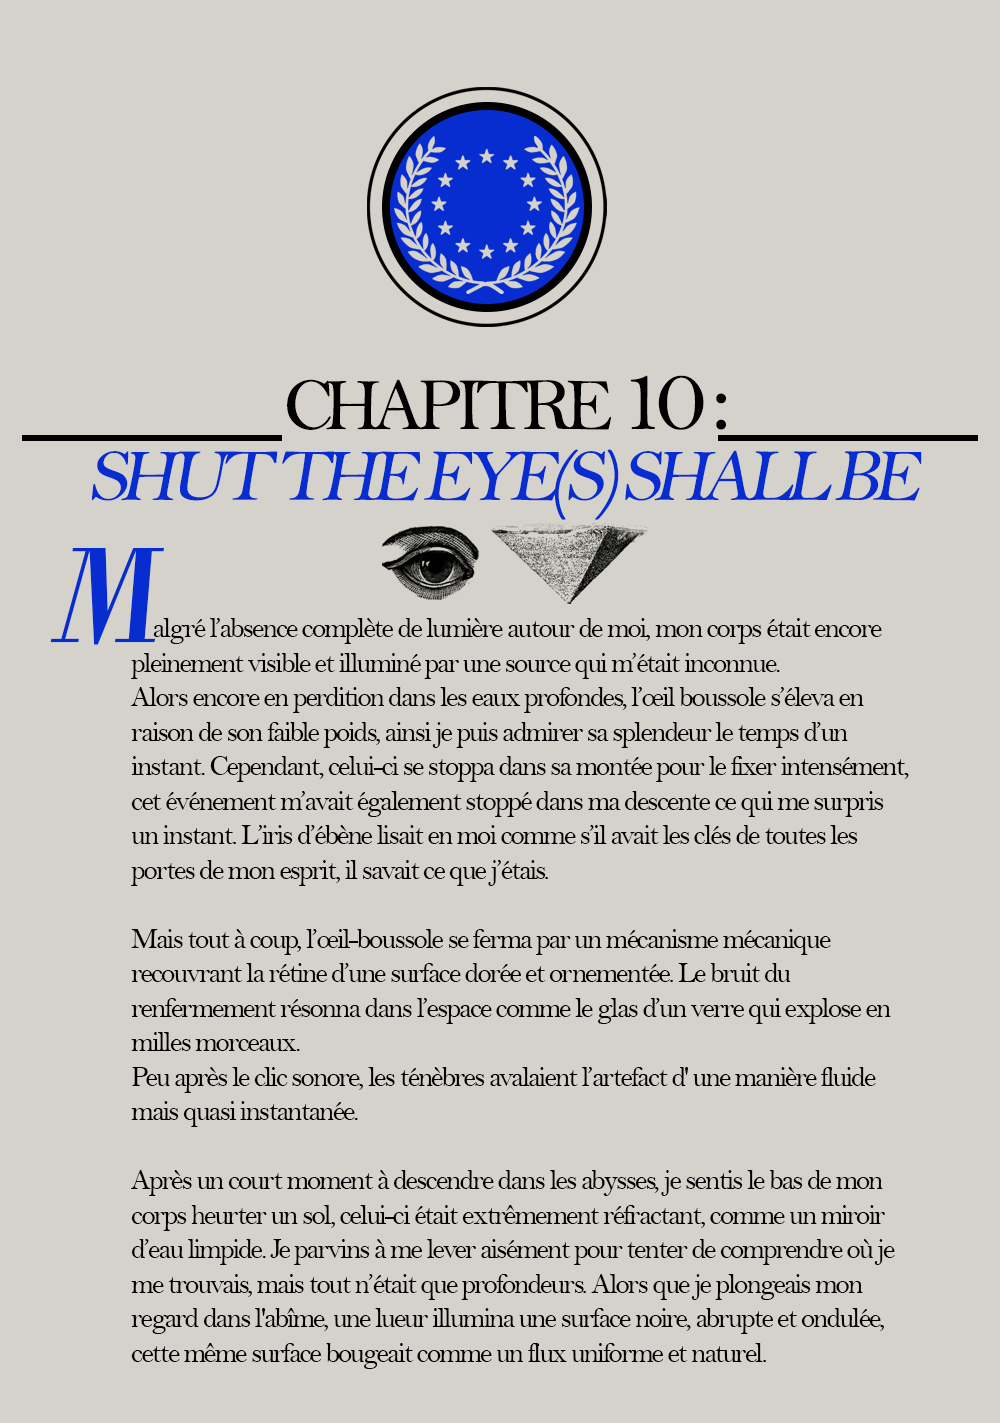 CHAPITRE 10 :
SHUT THE EYE(S) SHALL BE
Malgré l’absence complète de lumière autour de moi, mon corps était encore
pleinement visible et illuminé par une source qui m’était inconnue.
Alors encore en perdition dans les eaux profondes, l’œil boussole s’éleva en
raison de son faible poids, ainsi je puis admirer sa splendeur le temps d’un
instant. Cependant, celui-ci se stoppa dans sa montée pour le fixer intensément,
cet événement m’avait également stoppé dans ma descente ce qui me surpris
un instant. L’iris d’ébène lisait en moi comme s’il avait les clés de toutes les
portes de mon esprit, il savait ce que j’étais.
Mais tout à coup, l’œil-boussole se ferma par un mécanisme mécanique
recouvrant la rétine d’une surface dorée et ornementée. Le bruit du
renfermement résonna dans l’espace comme le glas d’un verre qui explose en
milles morceaux.
Peu après le clic sonore, les ténèbres avalaient l’artefact d' une manière fluide
mais quasi instantanée.
Après un court moment à descendre dans les abysses, je sentis le bas de mon
corps heurter un sol, celui-ci était extrêmement réfractant, comme un miroir
d’eau limpide. Je parvins à me lever aisément pour tenter de comprendre où je
me trouvais, mais tout n’était que profondeurs. Alors que je plongeais mon
regard dans l'abîme, une lueur illumina une surface noire, abrupte et ondulée,
cette même surface bougeait comme un flux uniforme et naturel.